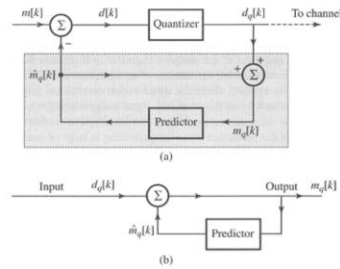 m[k] Σ d[k] Quantizer d_q[k] To channel
−
+ +
m̂_q[k] Σ
Predictor m_q[k]
(a)
Input d_q[k] Σ Output m_q[k]
m̂_q[k] Predictor
(b)